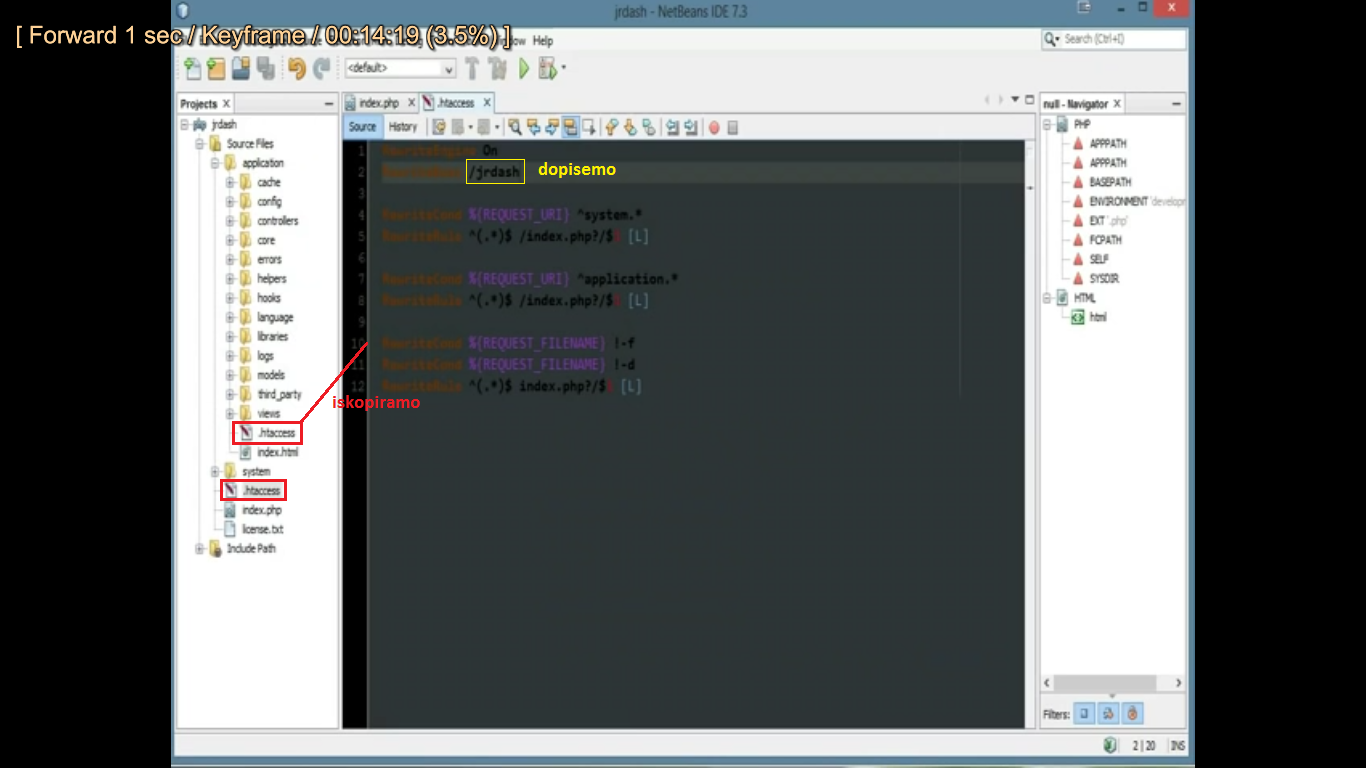 jrdash - NetBeans IDE 7.3
[ Forward 1 sec / Keyframe / 00:14:19 (3.5%) ]
Help
Search (Ctrl+I)
<default>
Projects
index.php
.htaccess
null - Navigator
Source
History
jrdash
Source Files
application
cache
config
controllers
core
errors
helpers
hooks
language
libraries
logs
models
third_party
views
.htaccess
index.html
system
.htaccess
index.php
license.txt
Include Path
1 RewriteEngine On
2 RewriteBase /jrdash dopisemo
3
4 RewriteCond %{REQUEST_URI} ^system.*
5 RewriteRule ^(.*)$ /index.php?/$1 [L]
6
7 RewriteCond %{REQUEST_URI} ^application.*
8 RewriteRule ^(.*)$ /index.php?/$1 [L]
9
10 RewriteCond %{REQUEST_FILENAME} !-f
11 RewriteCond %{REQUEST_FILENAME} !-d
12 RewriteRule ^(.*)$ index.php?/$1 [L]
iskopiramo
PHP
APPPATH
APPPATH
BASEPATH
ENVIRONMENT 'develop
EXT '.php'
FCPATH
SELF
SYSDIR
HTML
html
Filters:
2 | 20 INS